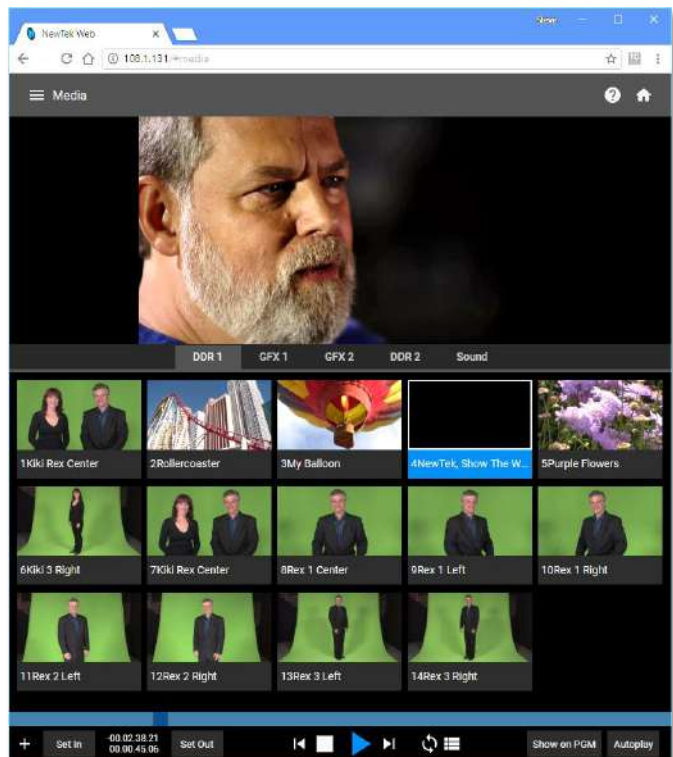 NewTek Web
108.1.131/#media
Media
DDR 1 GFX 1 GFX 2 DDR 2 Sound
1Kiki Rex Center 2Rollercoaster 3My Balloon 4NewTek, Show The W... 5Purple Flowers
6Kiki 3 Right 7Kiki Rex Center 8Rex 1 Center 9Rex 1 Left 10Rex 1 Right
11Rex 2 Left 12Rex 2 Right 13Rex 3 Left 14Rex 3 Right
Set In -00.02.38.21 Set Out Show on PGM Autoplay
00.00.45.06